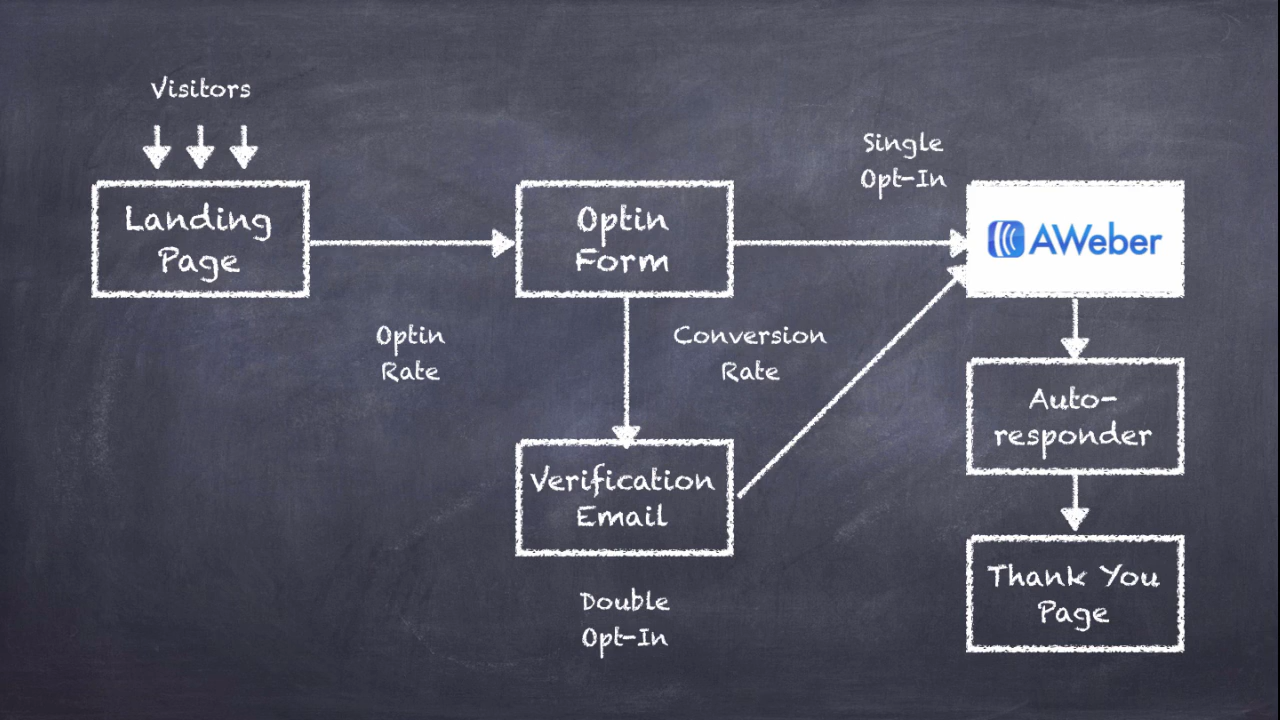 Visitors
Landing
Page
Optin
Rate
Optin
Form
Conversion
Rate
Verification
Email
Double
Opt-In
Single
Opt-In
AWeber
Auto-
responder
Thank You
Page